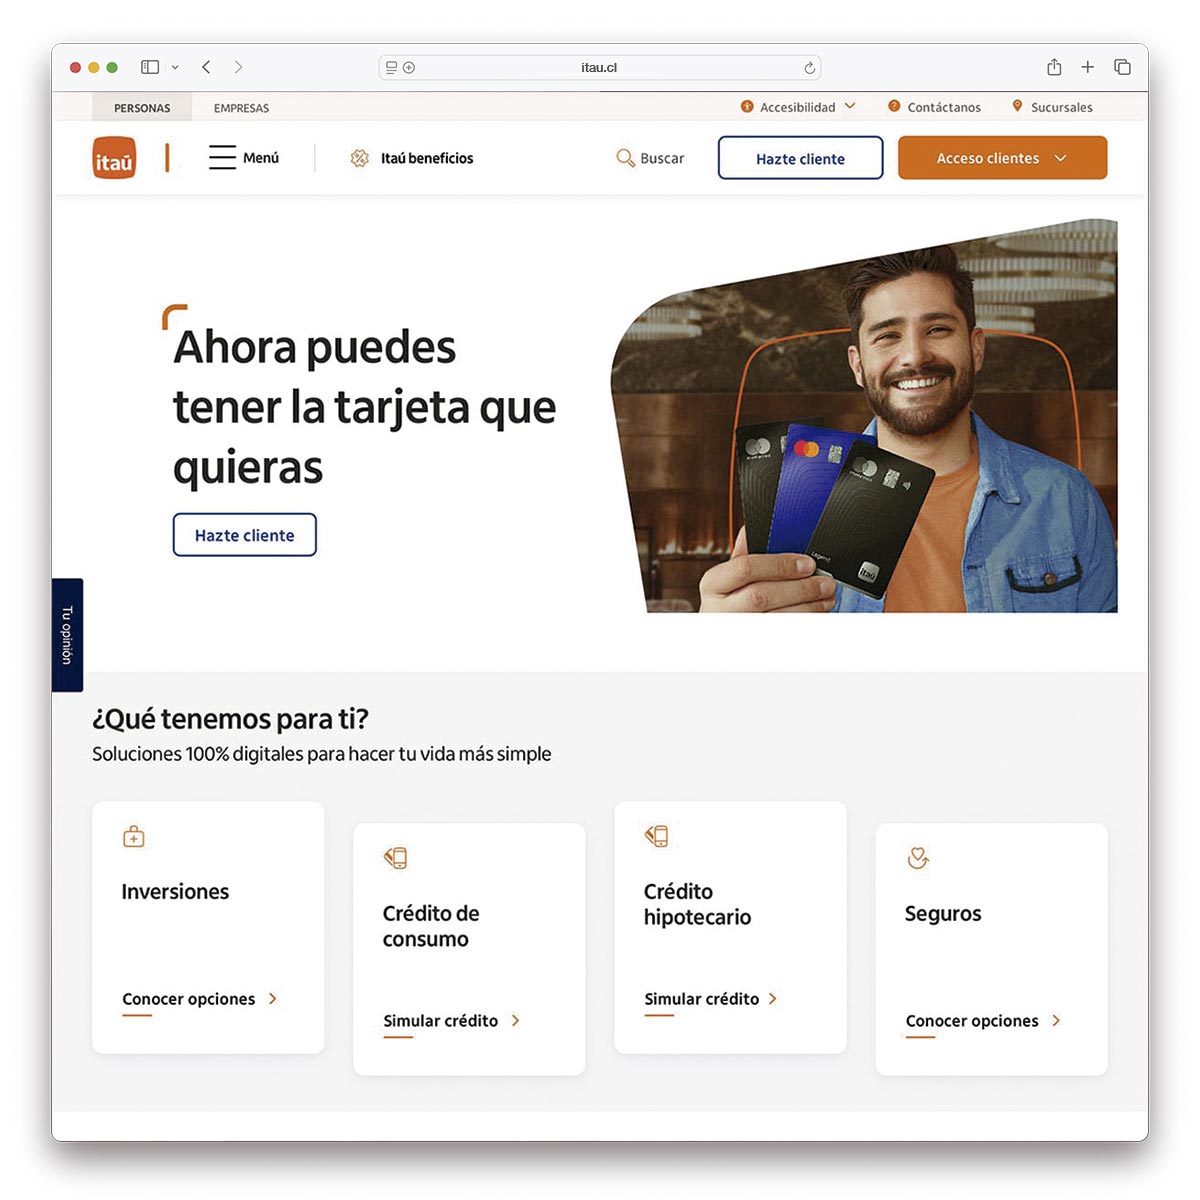 itau.cl
PERSONAS
EMPRESAS
Accesibilidad
Contáctanos
Sucursales
itaú
Menú
Itaú beneficios
Buscar
Hazte cliente
Acceso clientes
Ahora puedes
tener la tarjeta que
quieras
Hazte cliente
Legend
itaú
Tu opinión
¿Qué tenemos para ti?
Soluciones 100% digitales para hacer tu vida más simple
Inversiones
Conocer opciones
Crédito de
consumo
Simular crédito
Crédito
hipotecario
Simular crédito
Seguros
Conocer opciones